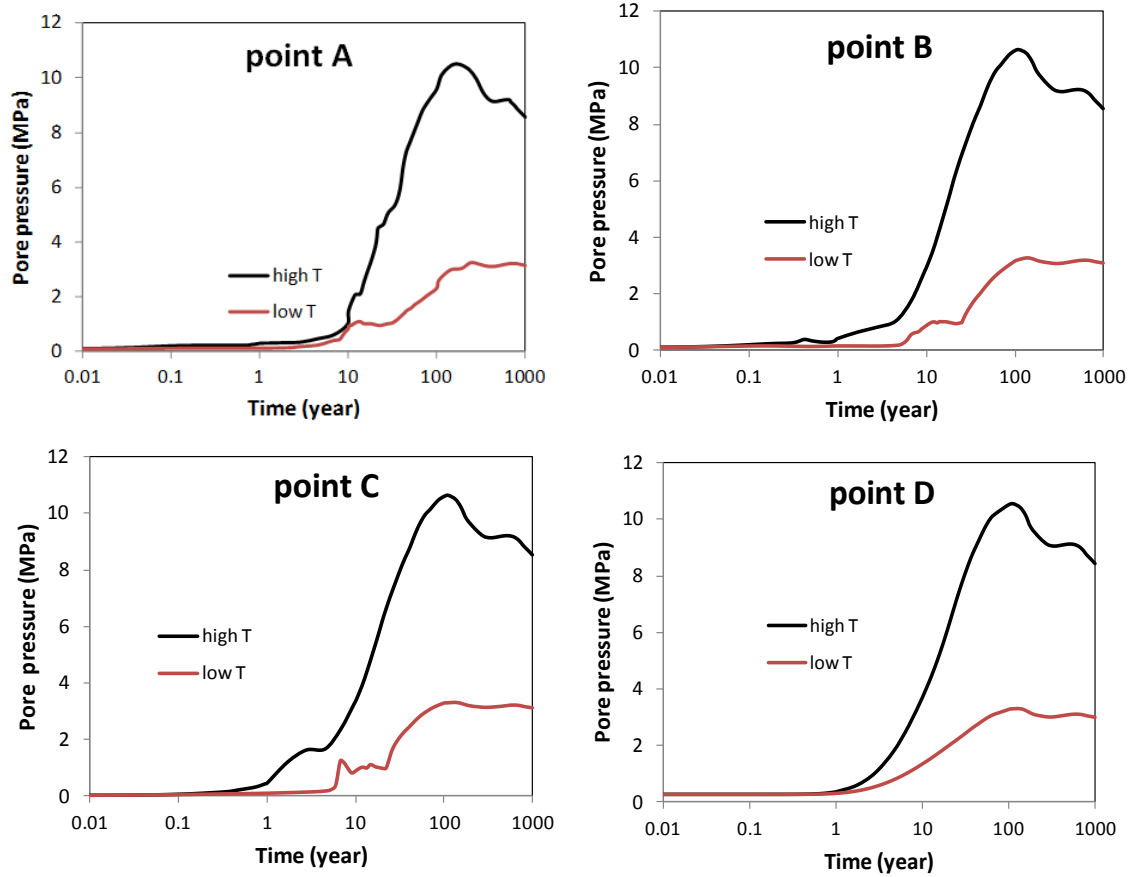 point A
Pore pressure (MPa)
12
10
8
6
4
2
0
high T
low T
0.01 0.1 1 10 100 1000
Time (year)
point B
Pore pressure (MPa)
12
10
8
6
4
2
0
high T
low T
0.01 0.1 1 10 100 1000
Time (year)
point C
Pore pressure (MPa)
12
10
8
6
4
2
0
high T
low T
0.01 0.1 1 10 100 1000
Time (year)
point D
Pore pressure (MPa)
12
10
8
6
4
2
0
high T
low T
0.01 0.1 1 10 100 1000
Time (year)